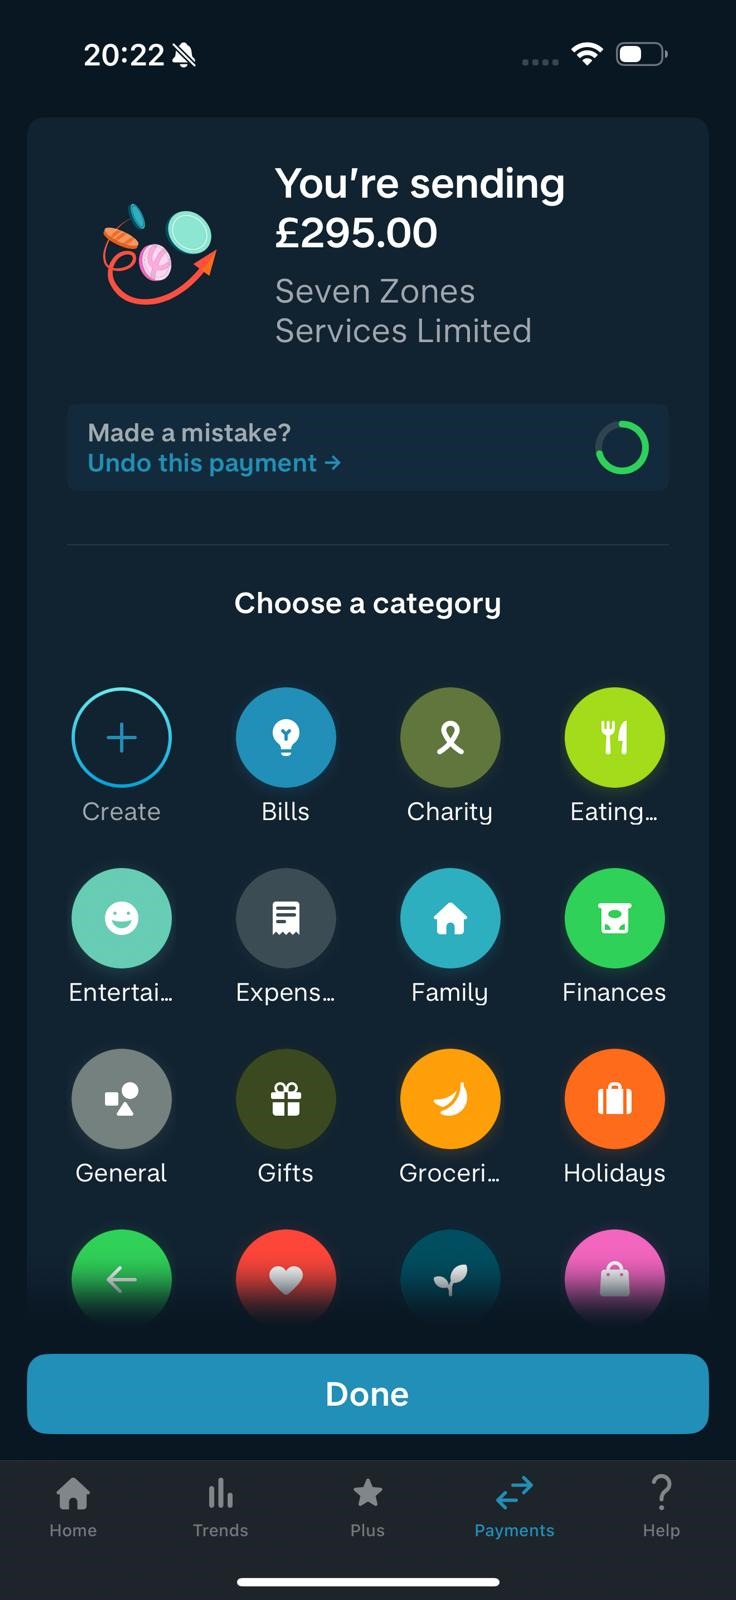 20:22
You're sending
£295.00
Seven Zones
Services Limited
Made a mistake?
Undo this payment →
Choose a category
Create
Bills
Charity
Eating...
Entertai...
Expens...
Family
Finances
General
Gifts
Groceri...
Holidays
Done
Home
Trends
Plus
Payments
Help